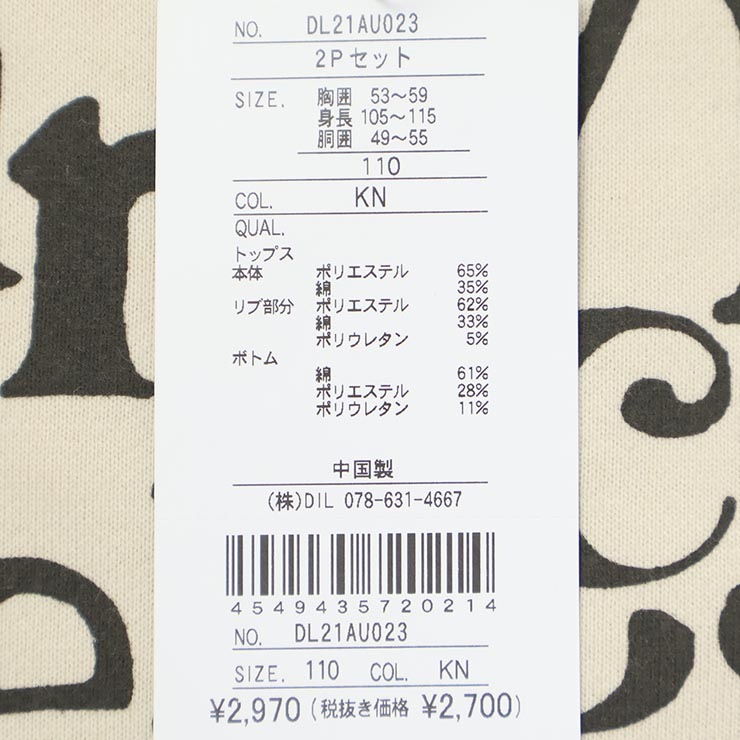 NO. DL21AU023
2Pセット
SIZE. 胸囲 53～59
身長 105～115
胴囲 49～55
110
COL. KN
QUAL.
トップス
本体 ポリエステル 65%
綿 35%
リブ部分 ポリエステル 62%
綿 33%
ポリウレタン 5%
ボトム
綿 61%
ポリエステル 28%
ポリウレタン 11%
中国製
(株)DIL 078-631-4667
4549435720214
NO. DL21AU023
SIZE. 110 COL. KN
¥2,970 (税抜き価格 ¥2,700)